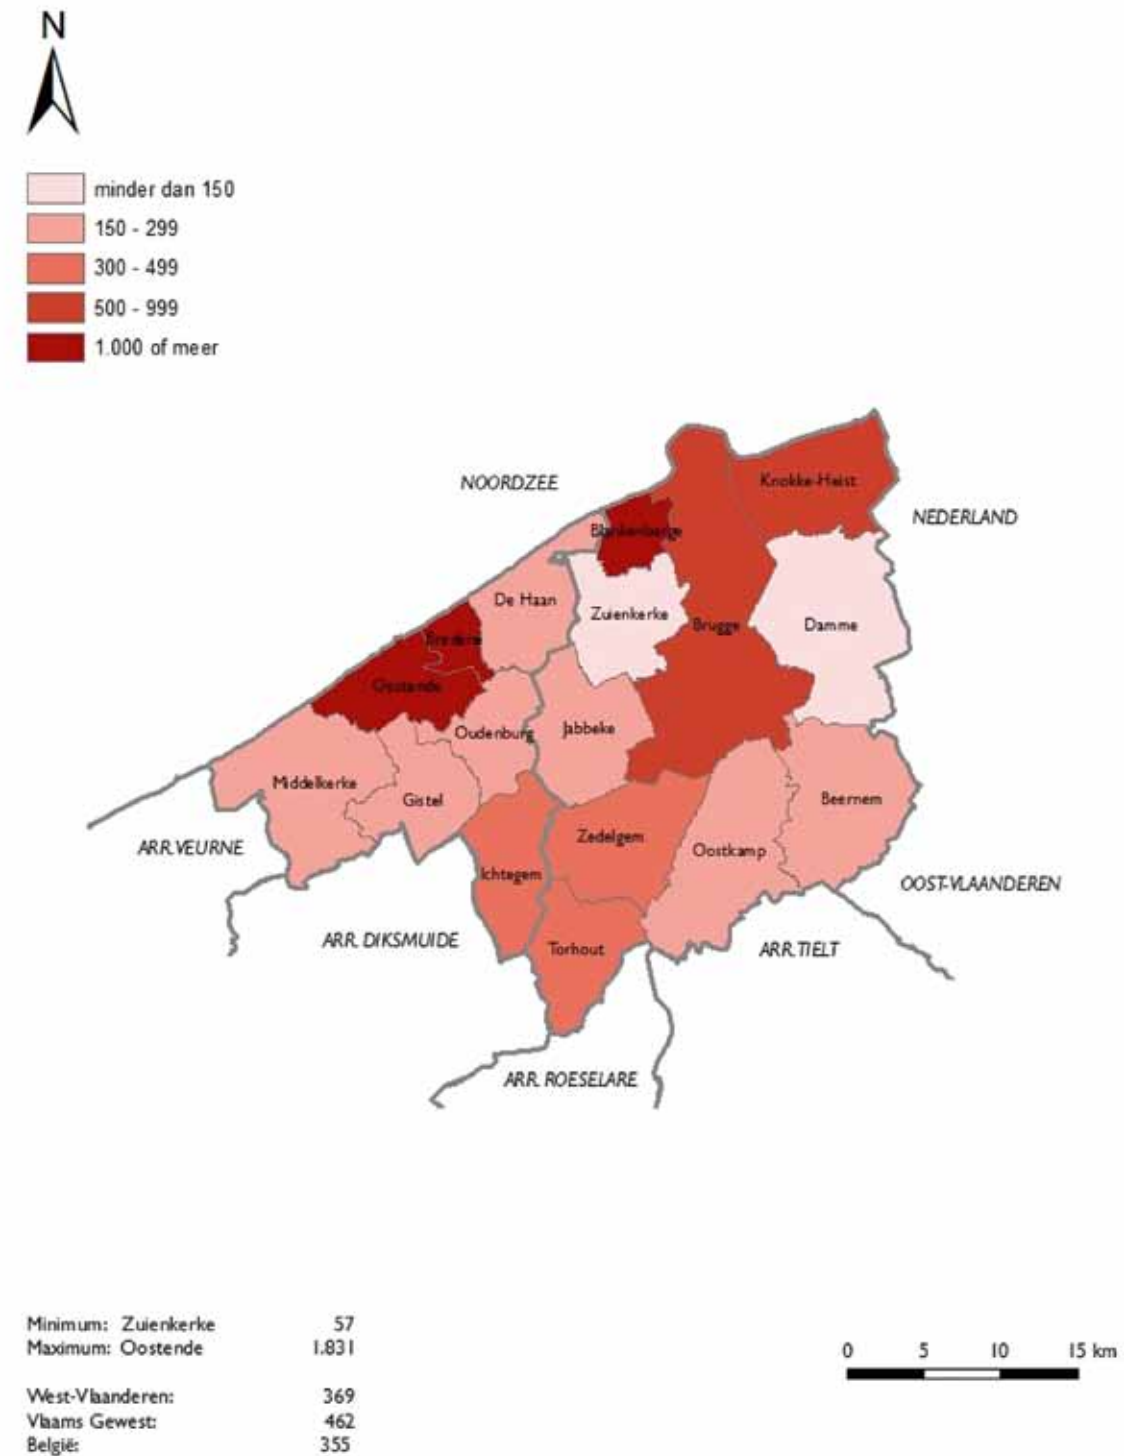 N
minder dan 150
150 - 299
300 - 499
500 - 999
1.000 of meer
NOORDZEE
Knokke-Heist
NEDERLAND
Blankenberge
De Haan
Zuienkerke
Brugge
Damme
Bredene
Oostende
Oudenburg
Jabbeke
Middelkerke
Gistel
Beernem
Zedelgem
Oostkamp
ARR. VEURNE
Ichtegem
OOST-VLAANDEREN
ARR. DIKSMUIDE
Torhout
ARR. TIELT
ARR. ROESELARE
Minimum: Zuienkerke 57
Maximum: Oostende 1.831
West-Vlaanderen: 369
Vlaams Gewest: 462
België: 355
0 5 10 15 km